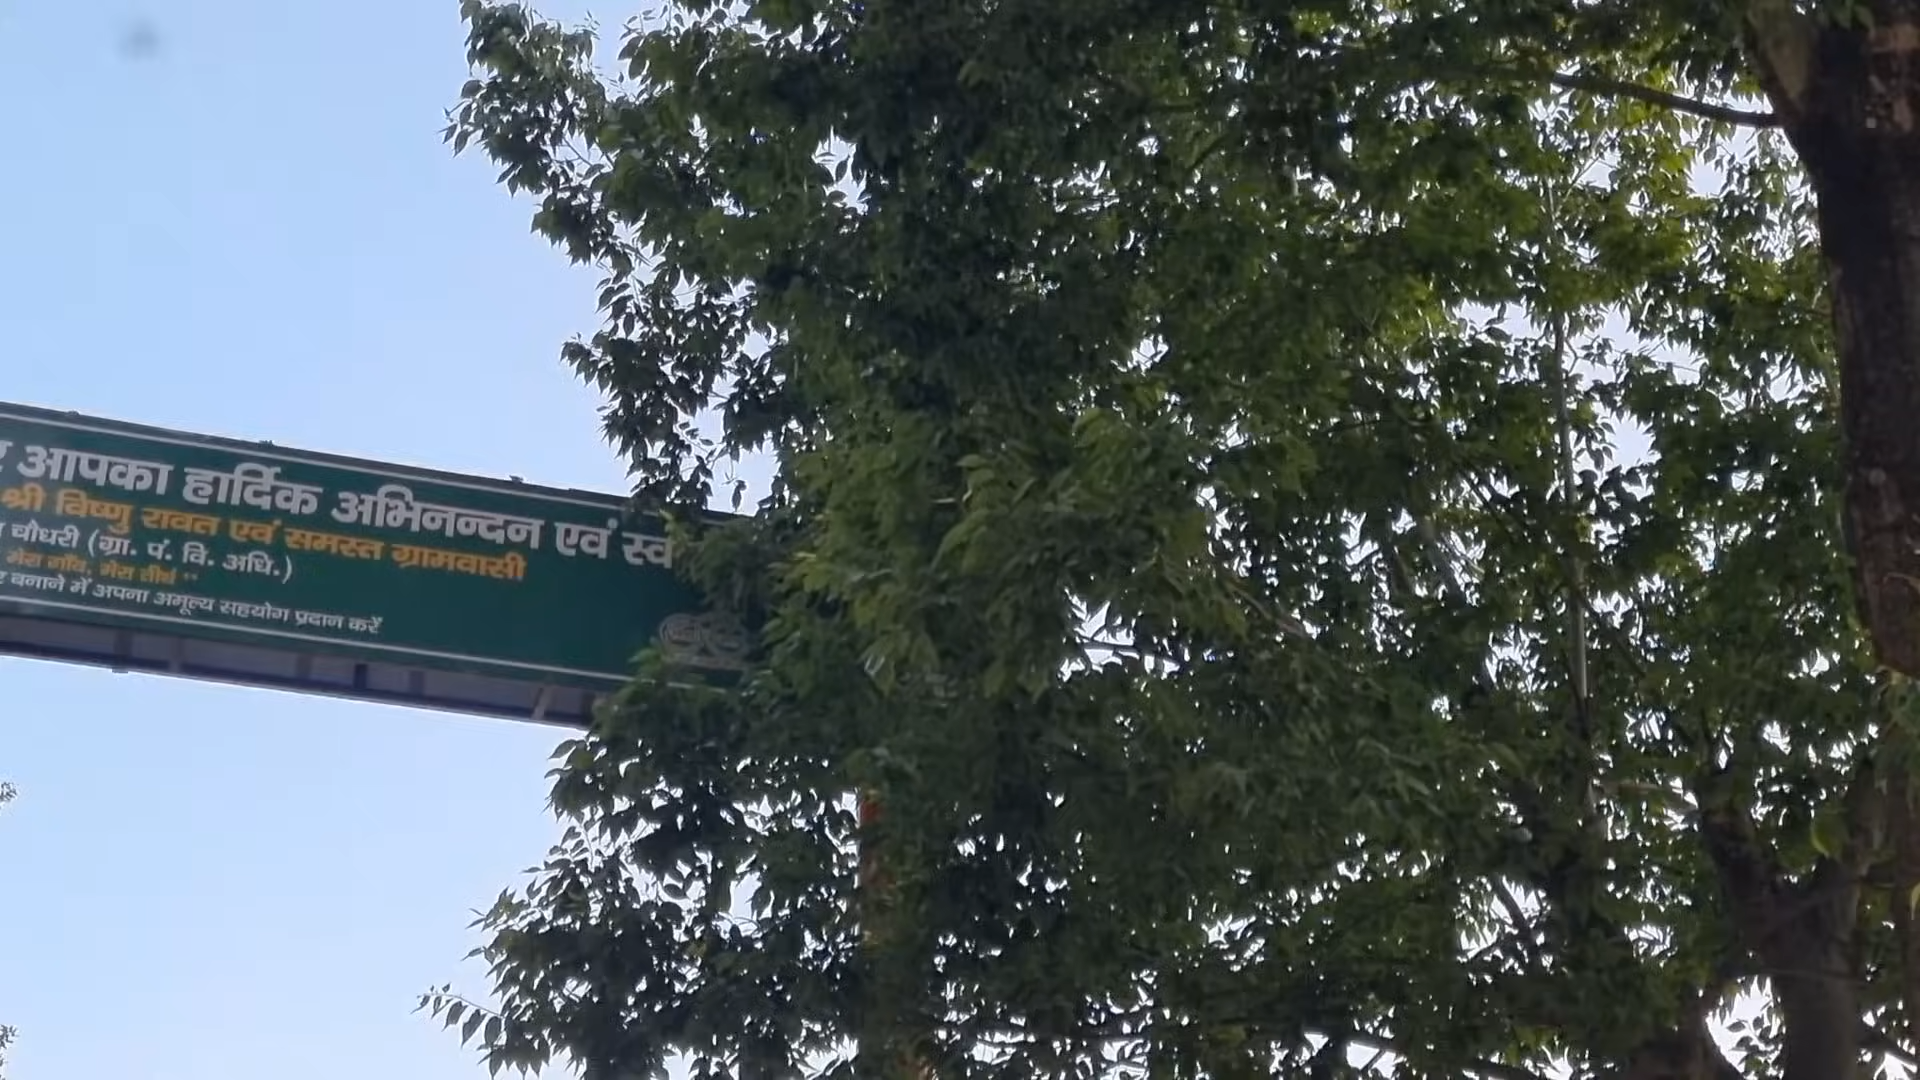 आपका हार्दिक अभिनन्दन एवं स्व
श्री विष्णु रावत एवं समस्त ग्रामवासी
चौधरी (ग्रा. पं. वि. अधि.)
मेरा गाँव, मेरा तीर्थ "
बनाने में अपना अमूल्य सहयोग प्रदान करें